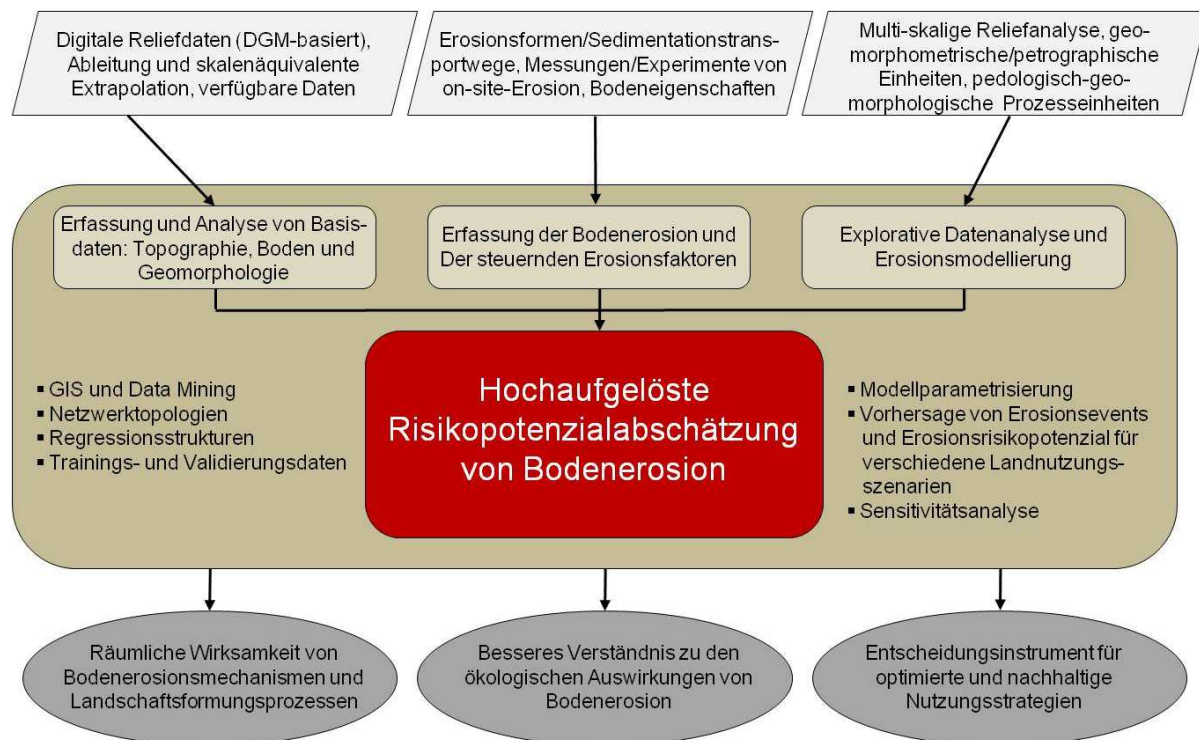 Digitale Reliefdaten (DGM-basiert),
Ableitung und skalenäquivalente
Extrapolation, verfügbare Daten
Erosionsformen/Sedimentationstrans-
portwege, Messungen/Experimente von
on-site-Erosion, Bodeneigenschaften
Multi-skalige Reliefanalyse, geo-
morphometrische/petrographische
Einheiten, pedologisch-geo-
morphologische Prozesseinheiten
Erfassung und Analyse von Basis-
daten: Topographie, Boden und
Geomorphologie
Erfassung der Bodenerosion und
Der steuernden Erosionsfaktoren
Explorative Datenanalyse und
Erosionsmodellierung
▪ GIS und Data Mining
▪ Netzwerktopologien
▪ Regressionsstrukturen
▪ Trainings- und Validierungsdaten
Hochaufgelöste
Risikopotenzialabschätzung
von Bodenerosion
▪ Modellparametrisierung
▪ Vorhersage von Erosionsevents
und Erosionsrisikopotenzial für
verschiedene Landnutzungs-
szenarien
▪ Sensitivitätsanalyse
Räumliche Wirksamkeit von
Bodenerosionsmechanismen und
Landschaftsformungsprozessen
Besseres Verständnis zu den
ökologischen Auswirkungen von
Bodenerosion
Entscheidungsinstrument für
optimierte und nachhaltige
Nutzungsstrategien